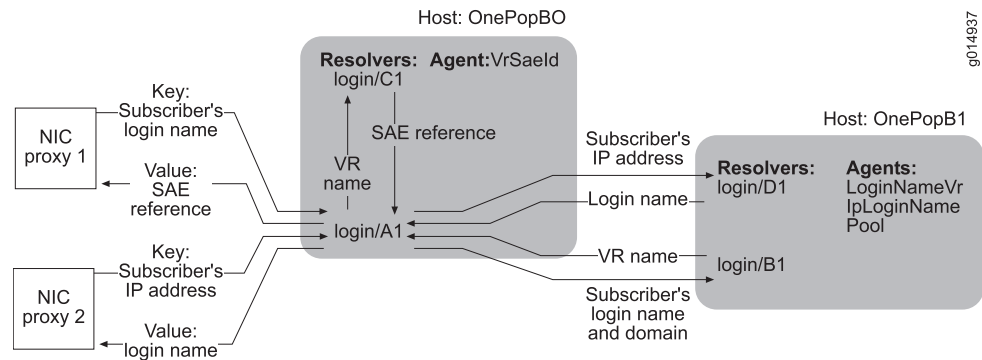 Host: OnePopBO
g014937
Resolvers: Agent:VrSaeId
login/C1
Key:
Subscriber's
login name
NIC
proxy 1
SAE reference
Value:
SAE
reference
VR
name
login/A1
Key:
Subscriber's
IP address
NIC
proxy 2
Value:
login name
Host: OnePopB1
Subscriber's
IP address
Resolvers: Agents:
login/D1 LoginNameVr
IpLoginName
Pool
Login name
VR name
login/B1
Subscriber's
login name
and domain